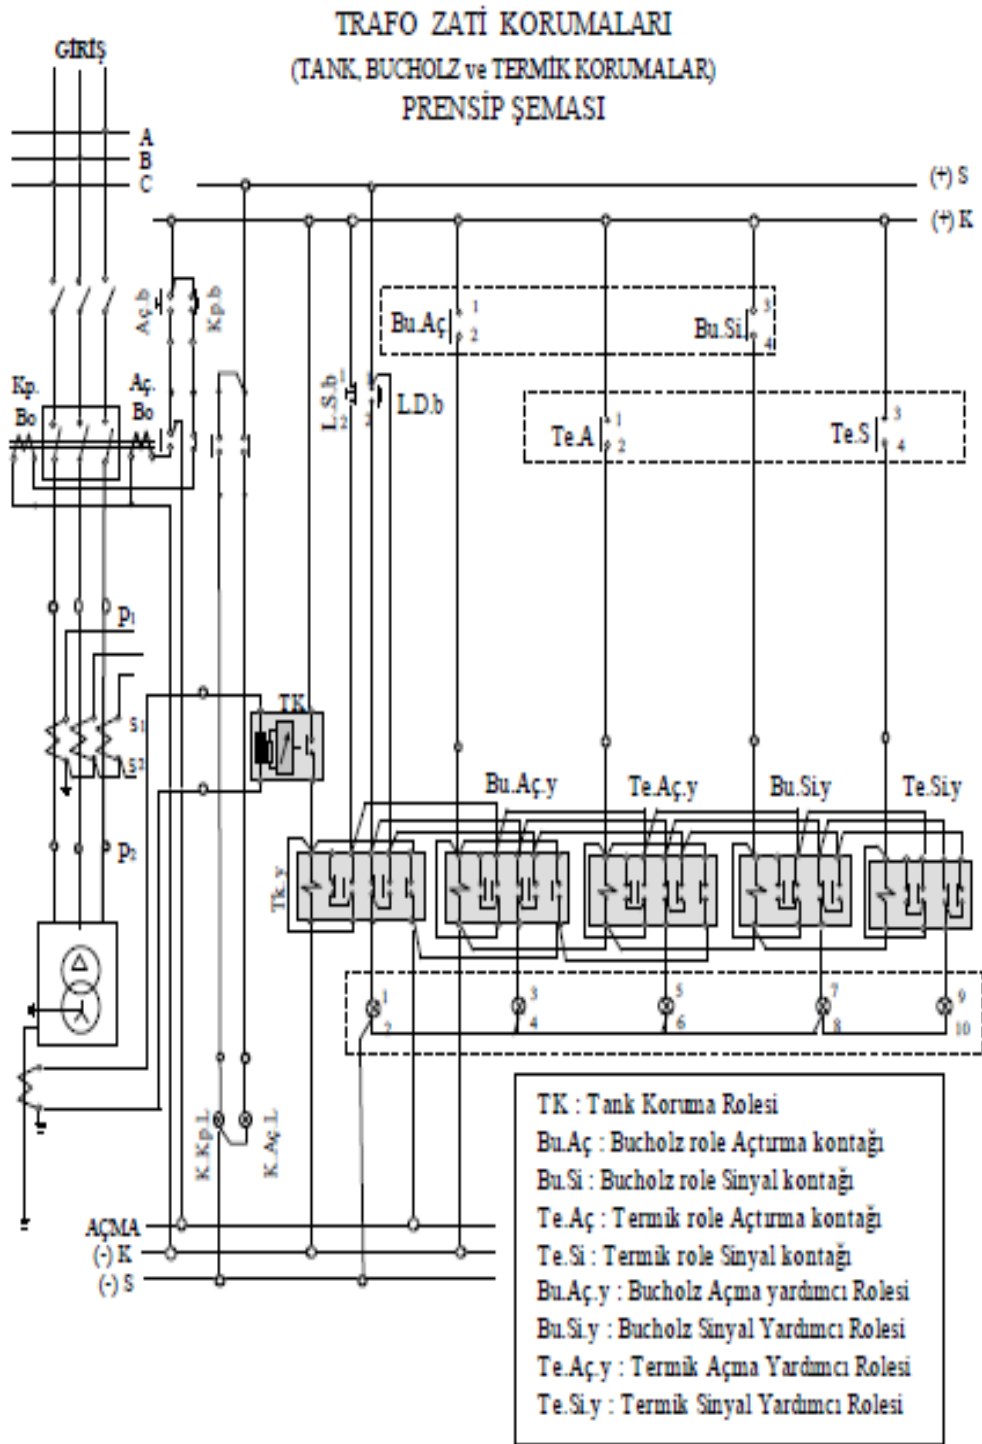 TRAFO ZATİ KORUMALARI
(TANK, BUCHOLZ ve TERMİK KORUMALAR)
PRENSİP ŞEMASI
GİRİŞ
A
B
C
(+) S
(+) K
Aç.b
Kp.b
Bu.Aç
1
2
Bu.Si
3
4
Kp.
Bo
Aç.
Bo
L.S.b
1
2
1
2
L.D.b
Te.A
1
2
Te.S
3
4
P1
S1
S2
P2
TK
Bu.Aç.y
Te.Aç.y
Bu.Si.y
Te.Si.y
Tk.y
1
2
3
4
5
6
7
8
9
10
K.Kp.L
K.Aç.L
AÇMA
(-) K
(-) S
TK : Tank Koruma Rolesi
Bu.Aç : Bucholz role Açtırma kontağı
Bu.Si : Bucholz role Sinyal kontağı
Te.Aç : Termik role Açtırma kontağı
Te.Si : Termik role Sinyal kontağı
Bu.Aç.y : Bucholz Açma yardımcı Rolesi
Bu.Si.y : Bucholz Sinyal Yardımcı Rolesi
Te.Aç.y : Termik Açma Yardımcı Rolesi
Te.Si.y : Termik Sinyal Yardımcı Rolesi